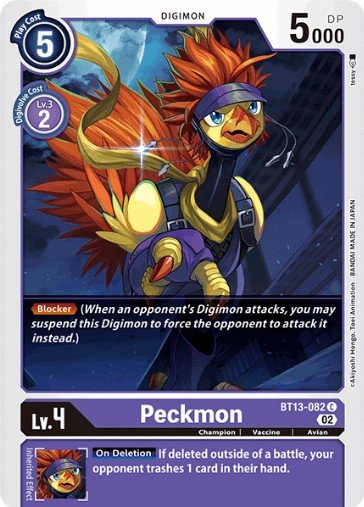 Play Cost
5
DIGIMON
5000
DP
Digivolve Cost
Lv.3
2
tessy
©Akiyoshi Hongo, Toei Animation BANDAI MADE IN JAPAN
Blocker (When an opponent's Digimon attacks, you may
suspend this Digimon to force the opponent to attack it
instead.)
BT13-082 C
Lv.4
Peckmon
02
Champion | Vaccine | Avian
Inherited Effect
On Deletion If deleted outside of a battle, your
opponent trashes 1 card in their hand.